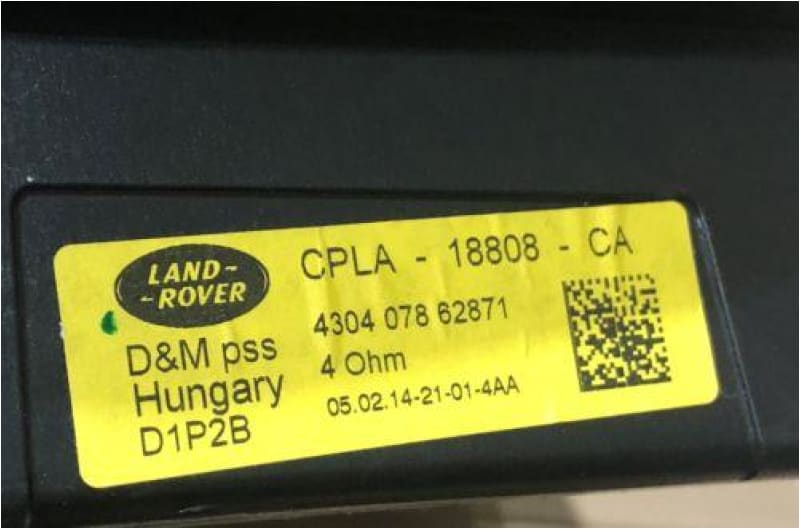 LAND-
-ROVER
CPLA - 18808 - CA
4304 078 62871
4 Ohm
05.02.14-21-01-4AA
D&M pss
Hungary
D1P2B